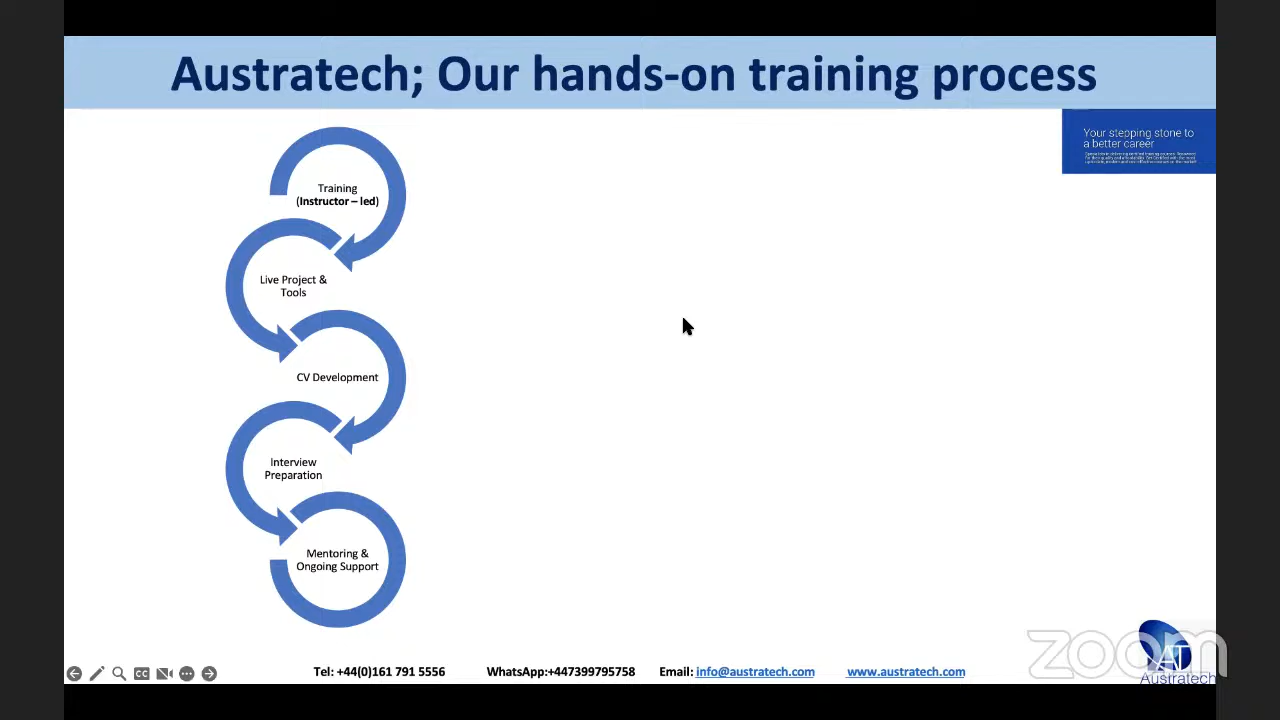 Austratech; Our hands-on training process
Your stepping stone to
a better career
Training
(Instructor – led)
Live Project &
Tools
CV Development
Interview
Preparation
Mentoring &
Ongoing Support
Tel: +44(0)161 791 5556 WhatsApp:+447399795758 Email: info@austratech.com www.austratech.com
CC
zoom
AT
Austratech